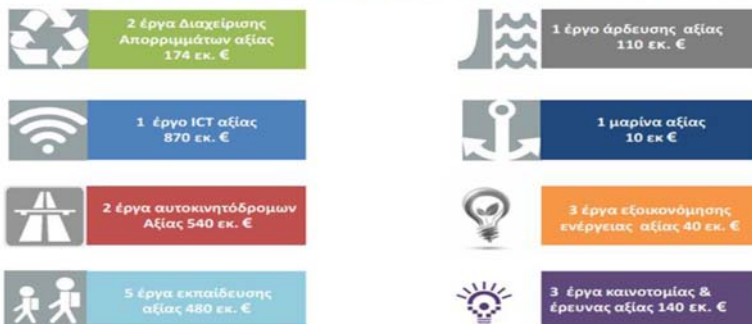 2 έργα Διαχείρισης
Απορριμμάτων αξίας
174 εκ. €
1 έργο άρδευσης αξίας
110 εκ. €
1 έργο ICT αξίας
870 εκ. €
1 μαρίνα αξίας
10 εκ €
2 έργα αυτοκινητόδρομων
Αξίας 540 εκ. €
3 έργα εξοικονόμησης
ενέργειας αξίας 40 εκ. €
5 έργα εκπαίδευσης
αξίας 480 εκ. €
3 έργα καινοτομίας &
έρευνας αξίας 140 εκ. €